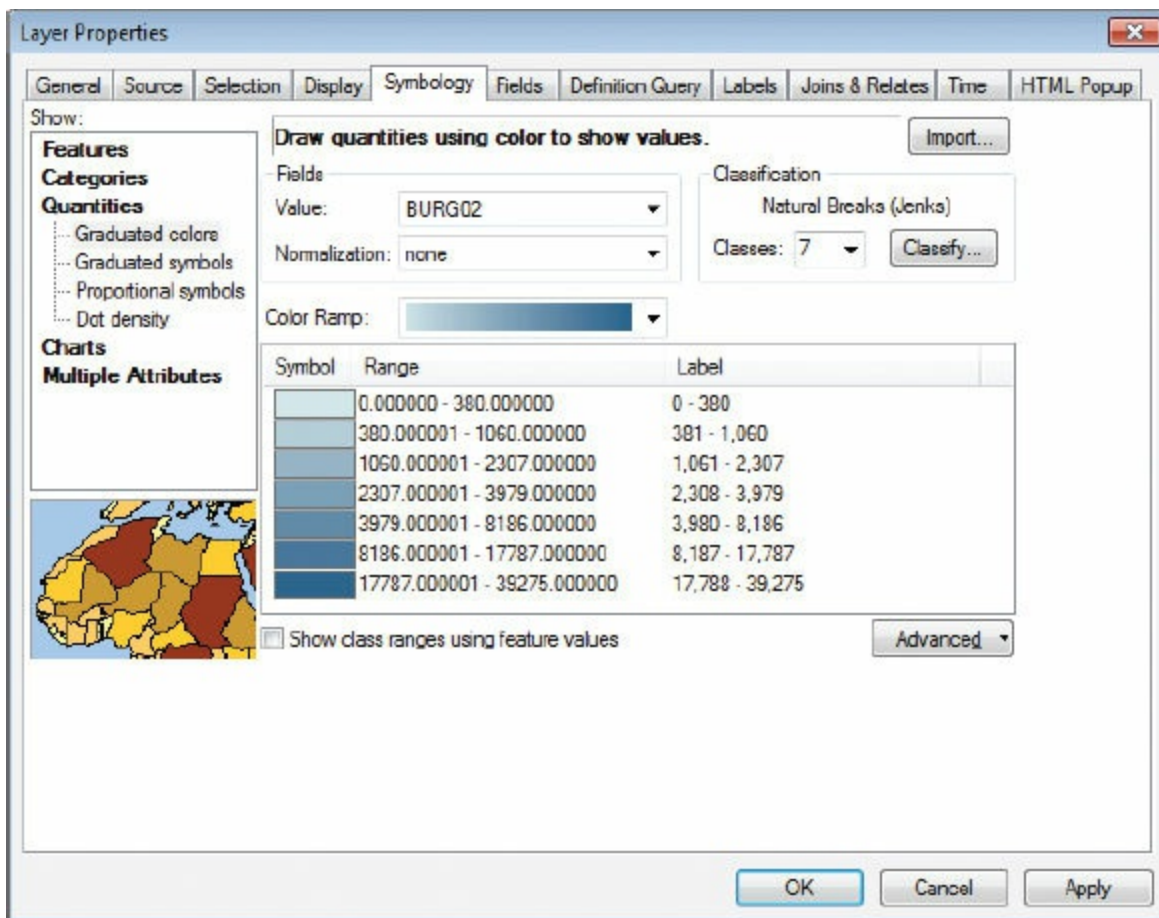 Layer Properties
General Source Selection Display Symbology Fields Definition Query Labels Joins & Relates Time HTML Popup
Show:
Features
Categories
Quantities
Graduated colors
Graduated symbols
Proportional symbols
Dot density
Charts
Multiple Attributes
Draw quantities using color to show values.
Import...
Fields
Value: BURG02
Normalization: none
Classification
Natural Breaks (Jenks)
Classes: 7 Classify...
Color Ramp:
Symbol Range Label
0.000000 - 380.000000 0 - 380
380.000001 - 1060.000000 381 - 1,060
1060.000001 - 2307.000000 1,061 - 2,307
2307.000001 - 3979.000000 2,308 - 3,979
3979.000001 - 8186.000000 3,980 - 8,186
8186.000001 - 17787.000000 8,187 - 17,787
17787.000001 - 39275.000000 17,788 - 39,275
Show class ranges using feature values
Advanced
OK Cancel Apply